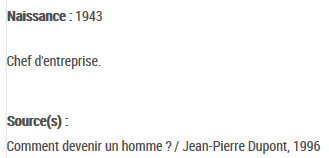 Naissance : 1943
Chef d'entreprise.
Source(s) :
Comment devenir un homme ? / Jean-Pierre Dupont, 1996